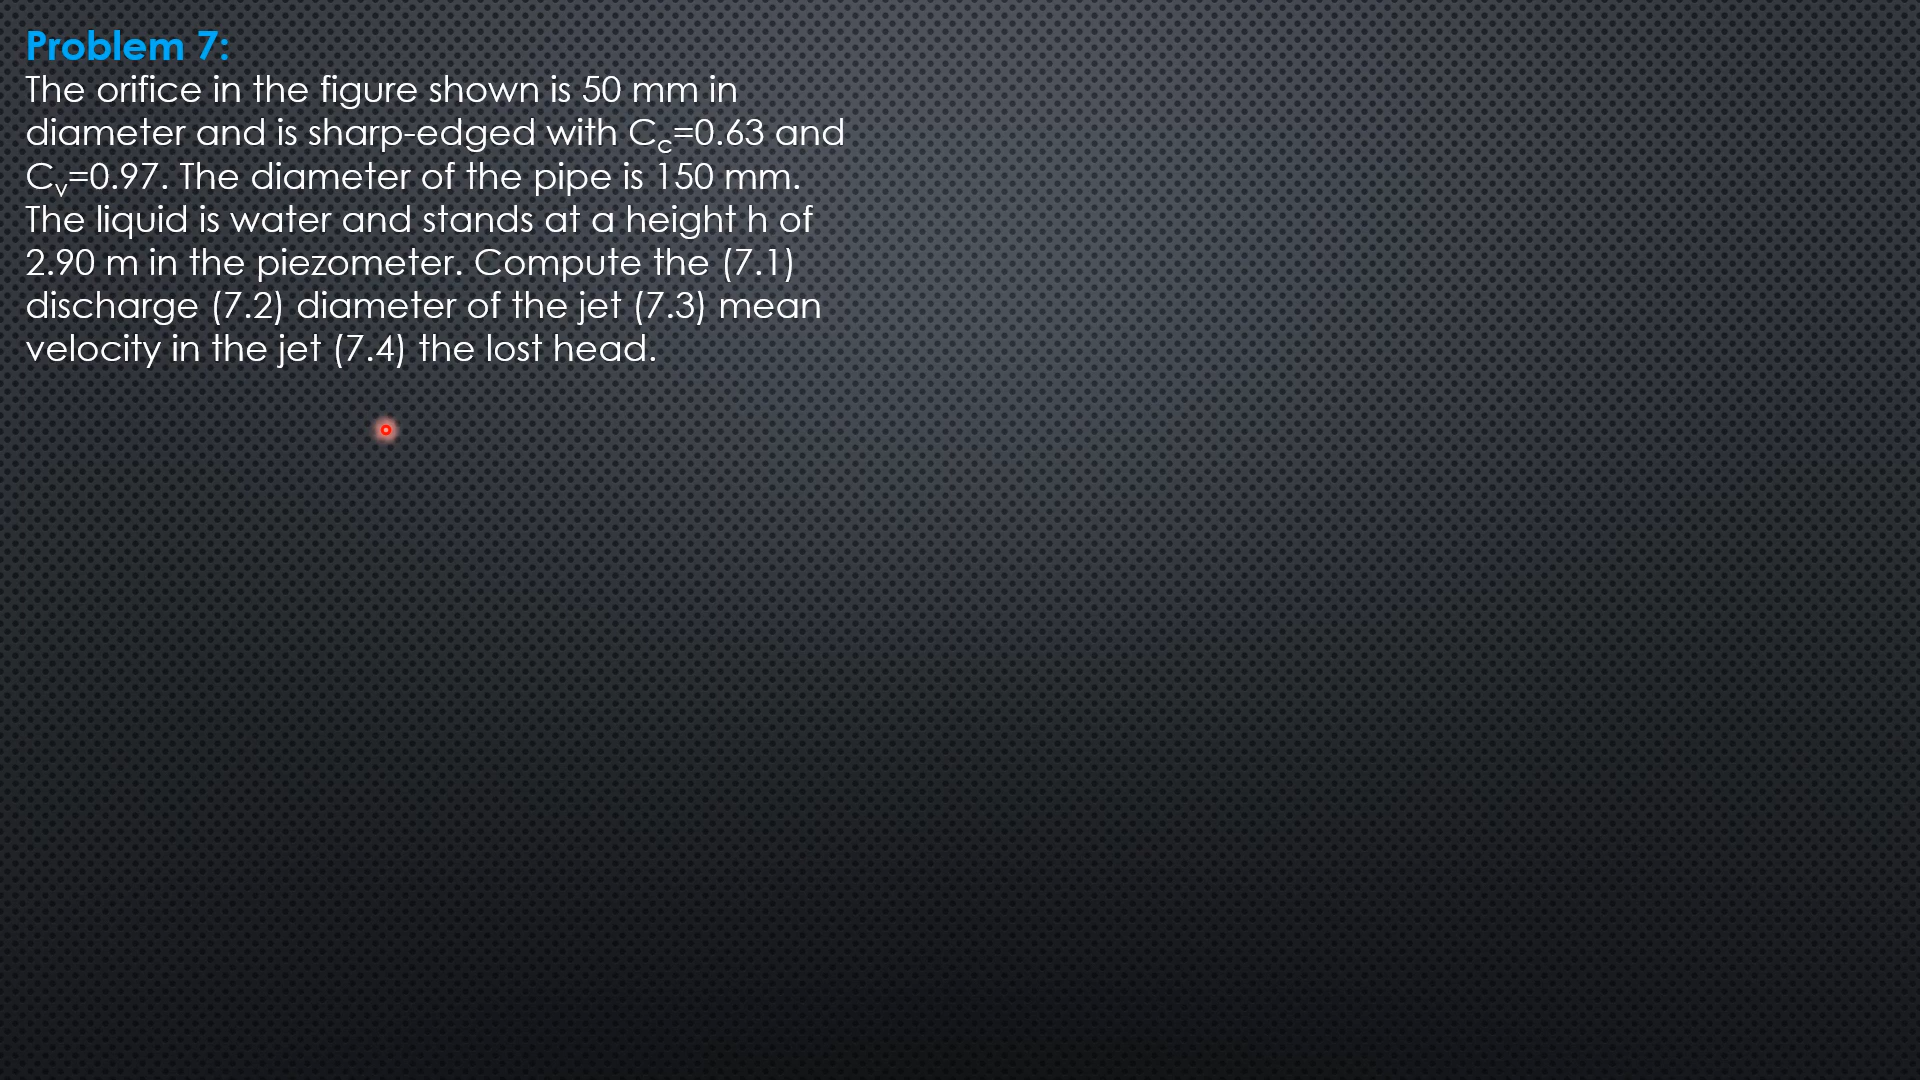 Problem 7:
The orifice in the figure shown is 50 mm in
diameter and is sharp-edged with Cc=0.63 and
Cv=0.97. The diameter of the pipe is 150 mm.
The liquid is water and stands at a height h of
2.90 m in the piezometer. Compute the (7.1)
discharge (7.2) diameter of the jet (7.3) mean
velocity in the jet (7.4) the lost head.